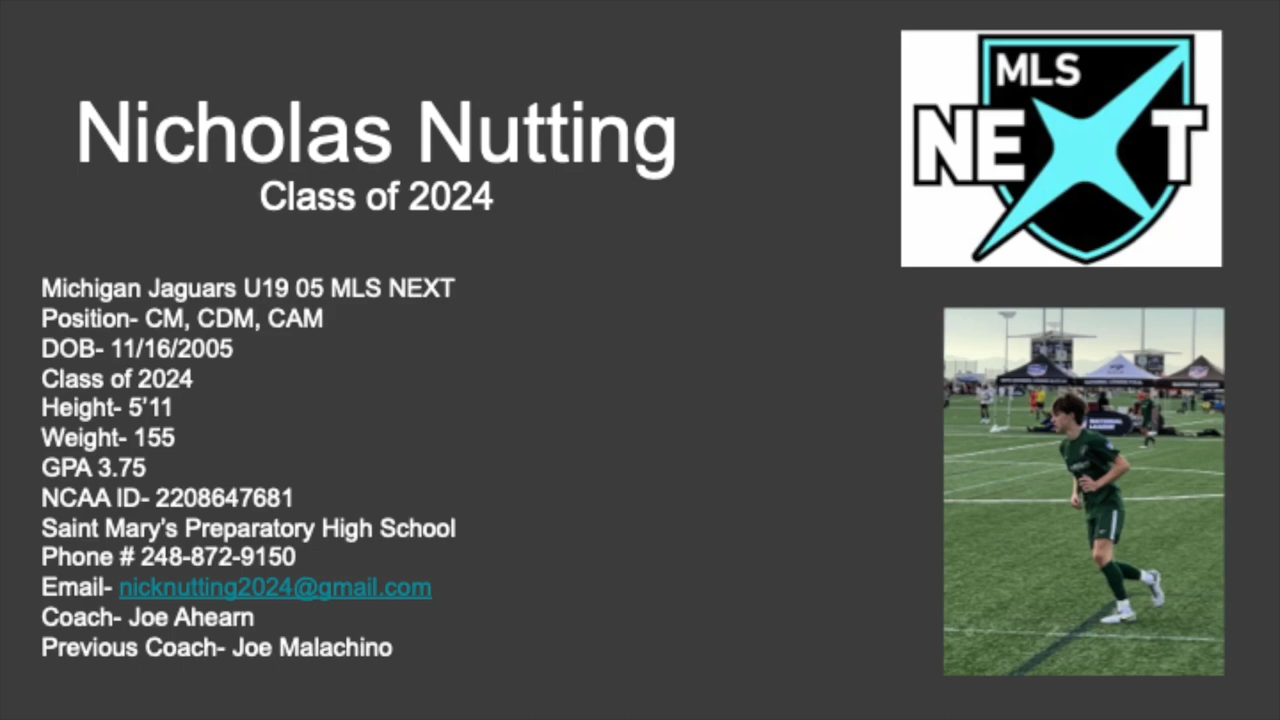 Nicholas Nutting
Class of 2024
MLS
NEXT
Michigan Jaguars U19 05 MLS NEXT
Position- CM, CDM, CAM
DOB- 11/16/2005
Class of 2024
Height- 5’11
Weight- 155
GPA 3.75
NCAA ID- 2208647681
Saint Mary’s Preparatory High School
Phone # 248-872-9150
Email- nicknutting2024@gmail.com
Coach- Joe Ahearn
Previous Coach- Joe Malachino
NATIONAL
LEAGUE